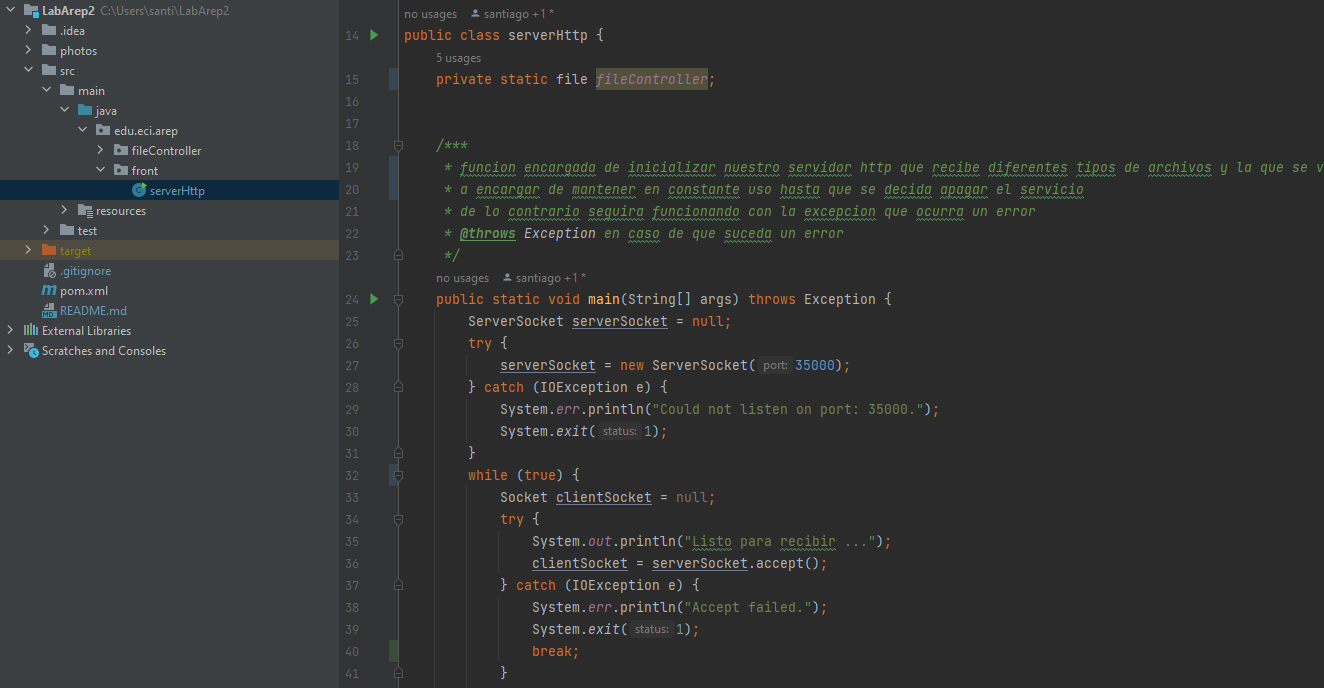 LabArep2 C:\Users\santi\LabArep2
.idea
photos
src
main
java
edu.eci.arep
fileController
front
serverHttp
resources
test
target
.gitignore
pom.xml
README.md
External Libraries
Scratches and Consoles
no usages santiago +1 *
14 public class serverHttp {
5 usages
15 private static file fileController;
16
17
18 /***
19 * funcion encargada de inicializar nuestro servidor http que recibe diferentes tipos de archivos y la que se v
20 * a encargar de mantener en constante uso hasta que se decida apagar el servicio
21 * de lo contrario seguira funcionando con la excepcion que ocurra un error
22 * @throws Exception en caso de que suceda un error
23 */
no usages santiago +1 *
24 public static void main(String[] args) throws Exception {
25 ServerSocket serverSocket = null;
26 try {
27 serverSocket = new ServerSocket( port: 35000);
28 } catch (IOException e) {
29 System.err.println("Could not listen on port: 35000.");
30 System.exit( status: 1);
31 }
32 while (true) {
33 Socket clientSocket = null;
34 try {
35 System.out.println("Listo para recibir ...");
36 clientSocket = serverSocket.accept();
37 } catch (IOException e) {
38 System.err.println("Accept failed.");
39 System.exit( status: 1);
40 break;
41 }